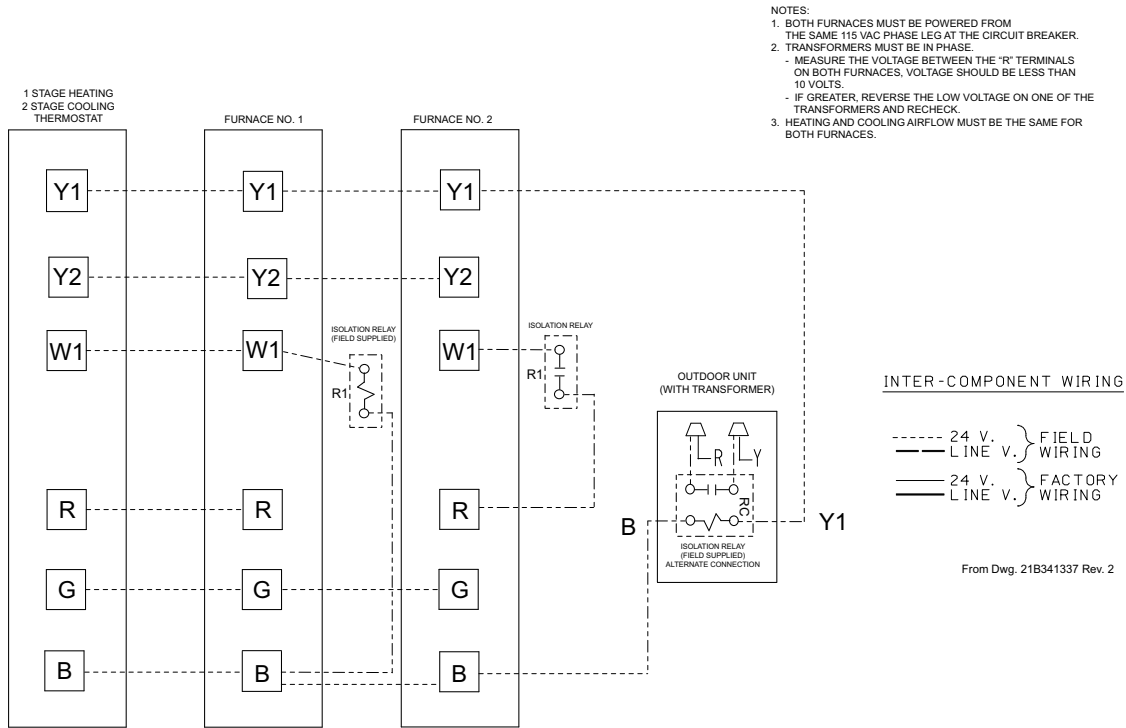 NOTES:
1. BOTH FURNACES MUST BE POWERED FROM
THE SAME 115 VAC PHASE LEG AT THE CIRCUIT BREAKER.
2. TRANSFORMERS MUST BE IN PHASE.
- MEASURE THE VOLTAGE BETWEEN THE “R” TERMINALS
ON BOTH FURNACES, VOLTAGE SHOULD BE LESS THAN
10 VOLTS.
- IF GREATER, REVERSE THE LOW VOLTAGE ON ONE OF THE
TRANSFORMERS AND RECHECK.
3. HEATING AND COOLING AIRFLOW MUST BE THE SAME FOR
BOTH FURNACES.
1 STAGE HEATING
2 STAGE COOLING
THERMOSTAT
FURNACE NO. 1
FURNACE NO. 2
Y1
Y1
Y1
Y2
Y2
Y2
W1
W1
ISOLATION RELAY
(FIELD SUPPLIED)
R1
W1
ISOLATION RELAY
R1
R
R
R
G
G
G
B
B
B
OUTDOOR UNIT
(WITH TRANSFORMER)
R
Y
RC
B
Y1
ISOLATION RELAY
(FIELD SUPPLIED)
ALTERNATE CONNECTION
INTER-COMPONENT WIRING
24 V. FIELD
LINE V. WIRING
24 V. FACTORY
LINE V. WIRING
From Dwg. 21B341337 Rev. 2